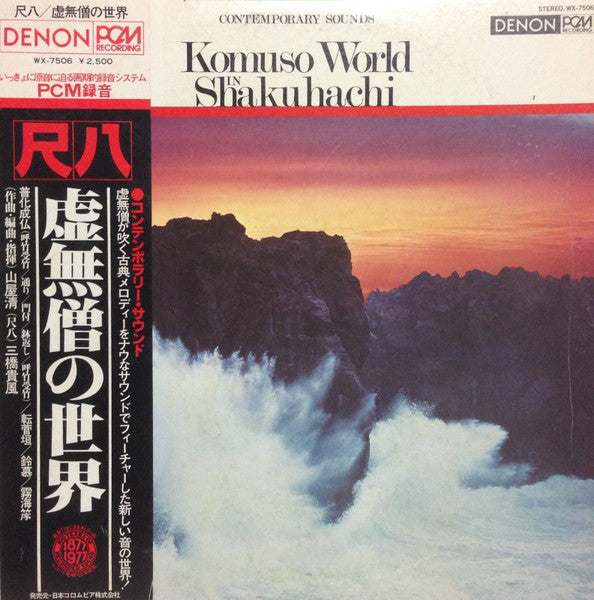 尺八/虚無僧の世界
DENON PCM RECORDING
WX-7506 ¥2,500
いっきょに原音に迫る画期的録音システム
PCM録音
尺八
虚無僧の世界
●コンテンポラリー・サウンド
虚無僧が吹く古典メロディーをナウなサウンドでフィーチャーした新しい音の世界!
普化成仏(呼竹受竹/通り/門付/鉢返し/呼竹受竹)/転菅垣/鈴慕/霧海箎
(作曲・編曲・指揮)山屋清(尺八)三橋貴風
1877
1977
発売元・日本コロムビア株式会社
CONTEMPORARY SOUNDS
Komuso World
IN
Shakuhachi
STEREO/WX-7506
DENON PCM RECORDING